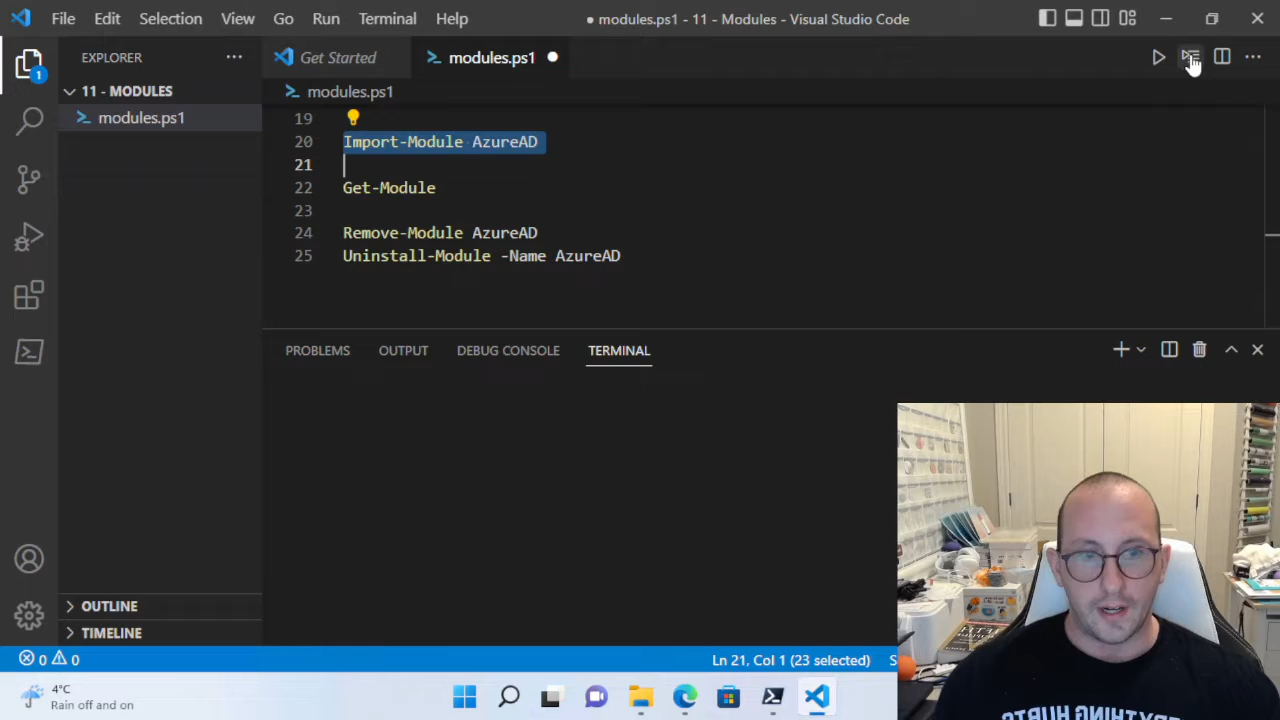 File Edit Selection View Go Run Terminal Help
● modules.ps1 - 11 - Modules - Visual Studio Code
EXPLORER
Get Started
modules.ps1
1
11 - MODULES
modules.ps1
modules.ps1
19
20 Import-Module AzureAD
21
22 Get-Module
23
24 Remove-Module AzureAD
25 Uninstall-Module -Name AzureAD
PROBLEMS OUTPUT DEBUG CONSOLE TERMINAL
OUTLINE
TIMELINE
0 0
Ln 21, Col 1 (23 selected)
4°C
Rain off and on